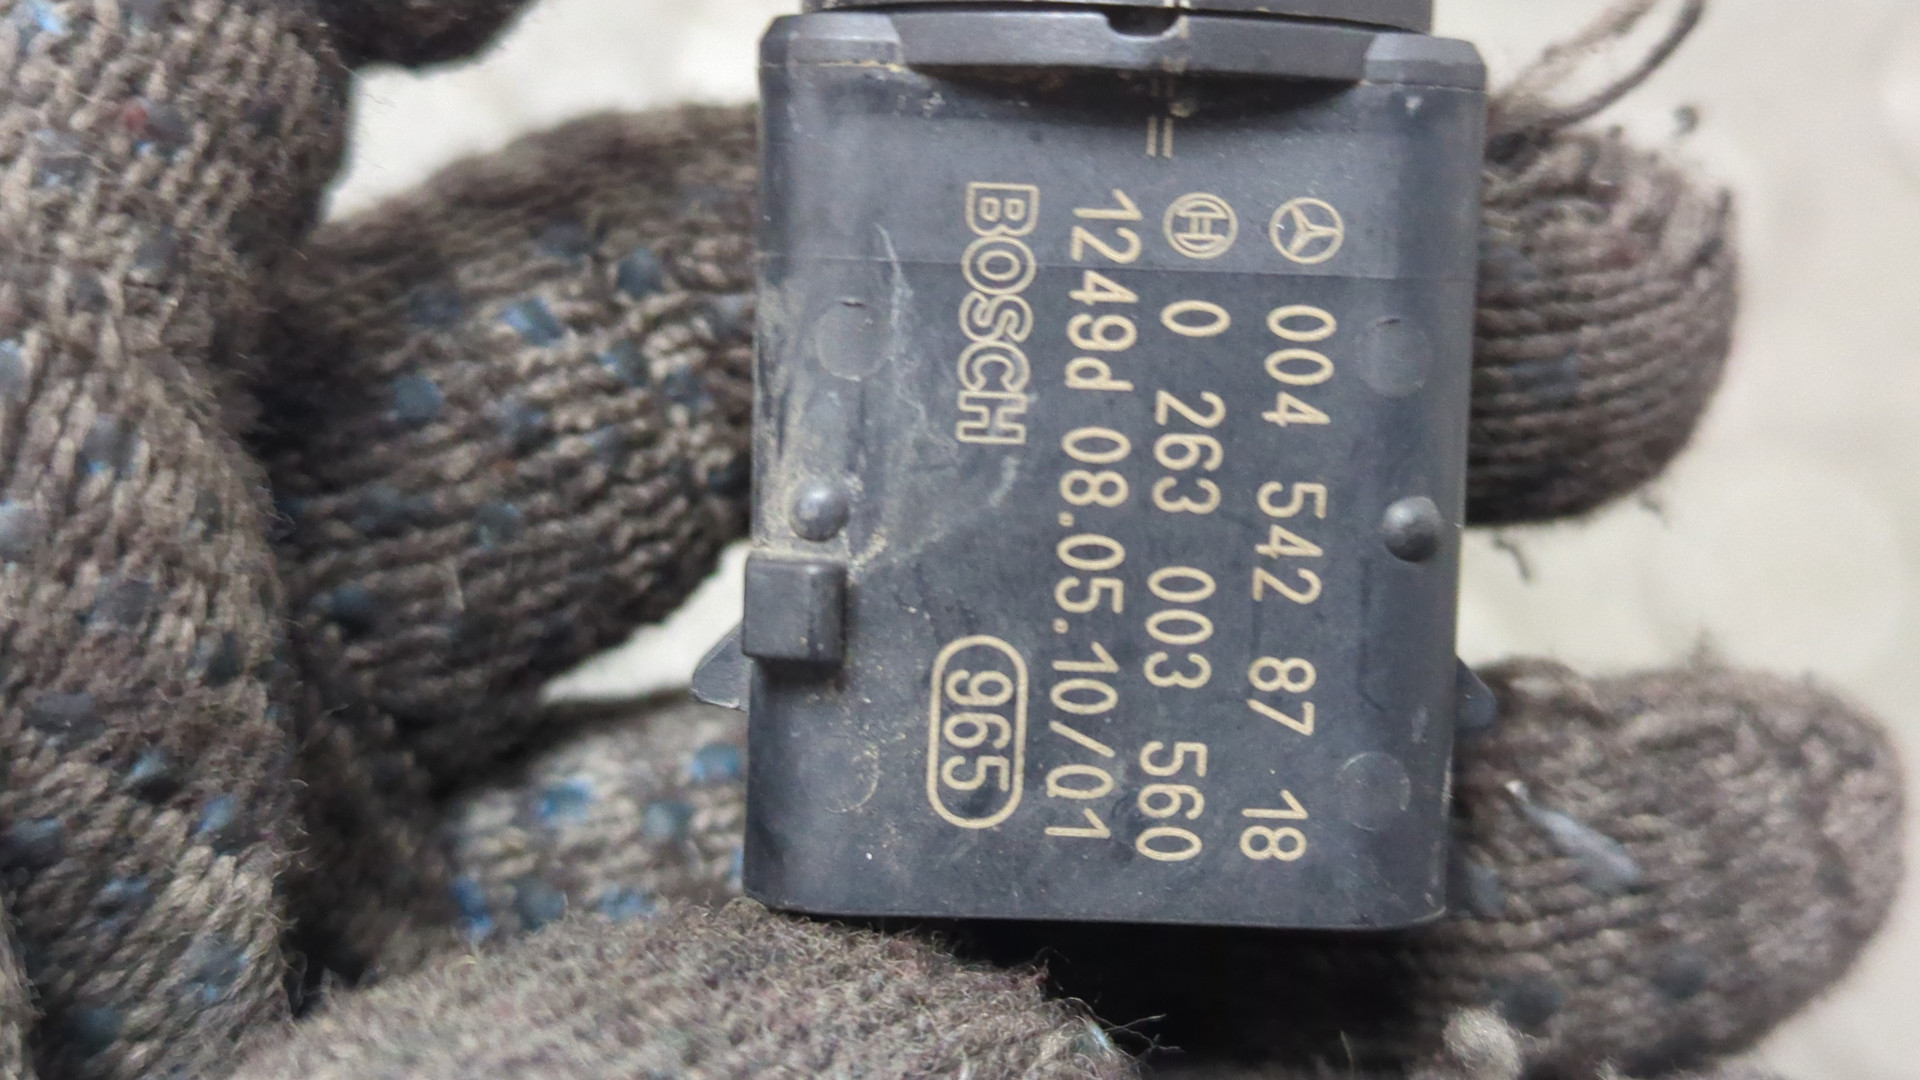 004 542 87 18
0 263 003 560
1249d 08.05.10/01
BOSCH 965